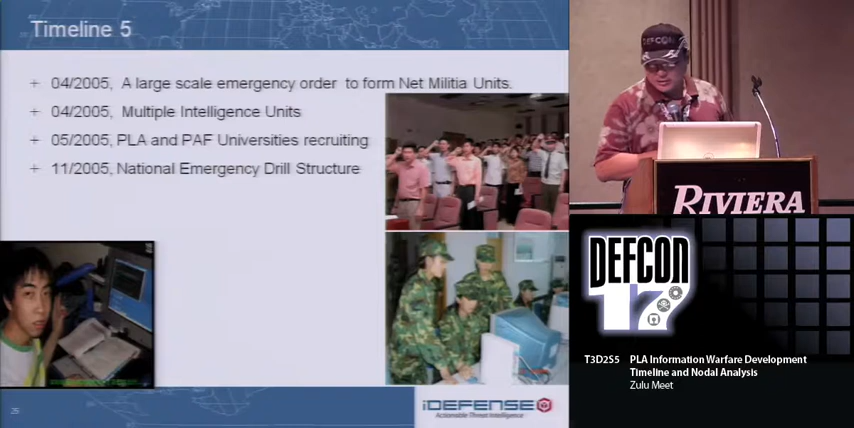 Timeline 5
+ 04/2005, A large scale emergency order to form Net Militia Units.
+ 04/2005, Multiple Intelligence Units
+ 05/2005, PLA and PAF Universities recruiting
+ 11/2005, National Emergency Drill Structure
iDEFENSE
Actionable Threat Intelligence
DEFCON
RIVIERA
DEFCON
17
T3D2S5 PLA Information Warfare Development
Timeline and Nodal Analysis
Zulu Meet